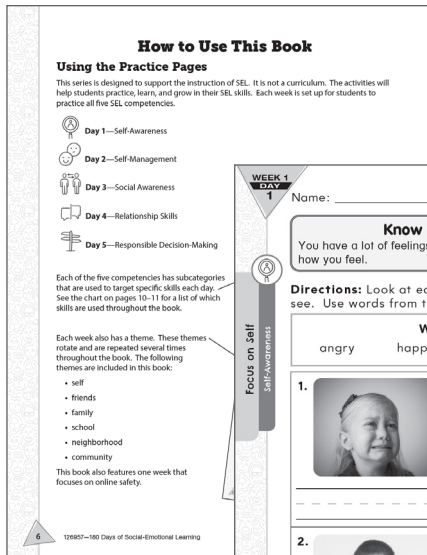 How to Use This Book
Using the Practice Pages
This series is designed to support the instruction of SEL. It is not a curriculum. The activities will
help students practice, learn, and grow in their SEL skills. Each week is set up for students to
practice all five SEL competencies.
Day 1—Self-Awareness
Day 2—Self-Management
Day 3—Social Awareness
Day 4—Relationship Skills
Day 5—Responsible Decision-Making
Each of the five competencies has subcategories
that are used to target specific skills each day.
See the chart on pages 10–11 for a list of which
skills are used throughout the book.
Each week also has a theme. These themes
rotate and are repeated several times
throughout the book. The following
themes are included in this book:
• self
• friends
• family
• school
• neighborhood
• community
This book also features one week that
focuses on online safety.
WEEK 1
DAY
1
Name:
Know
You have a lot of feelings
how you feel.
Focus on Self
Self-Awareness
Directions: Look at
see. Use words from
angry happ
1.
2.
6 126957—180 Days of Social-Emotional Learning